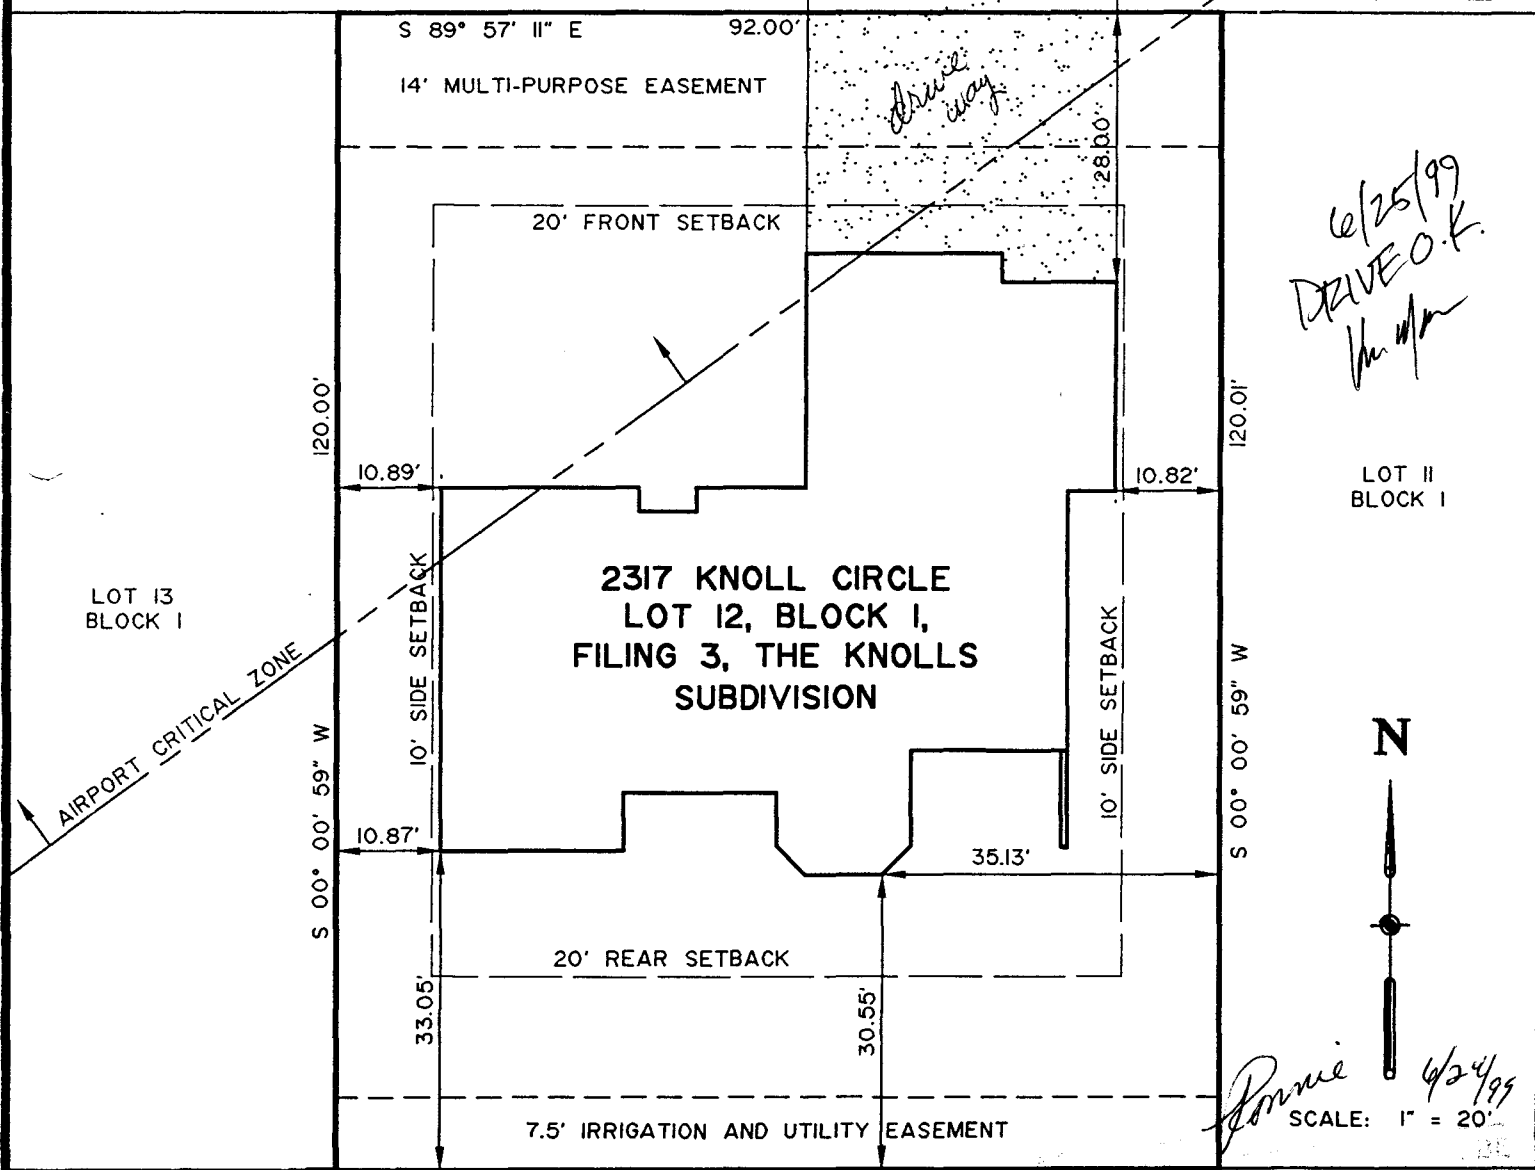 S 89° 57' 11" E
92.00'
14' MULTI-PURPOSE EASEMENT
drive
way
28.00'
20' FRONT SETBACK
6/25/99
DRIVE O.K.
120.00'
120.01'
10.89'
10.82'
LOT 11
BLOCK 1
LOT 13
BLOCK 1
2317 KNOLL CIRCLE
LOT 12, BLOCK 1,
FILING 3, THE KNOLLS
SUBDIVISION
10' SIDE SETBACK
10' SIDE SETBACK
AIRPORT CRITICAL ZONE
S 00° 00' 59" W
S 00° 00' 59" W
N
10.87'
35.13'
20' REAR SETBACK
33.05'
30.55'
Ronnie 6/24/99
SCALE: 1" = 20'
7.5' IRRIGATION AND UTILITY EASEMENT